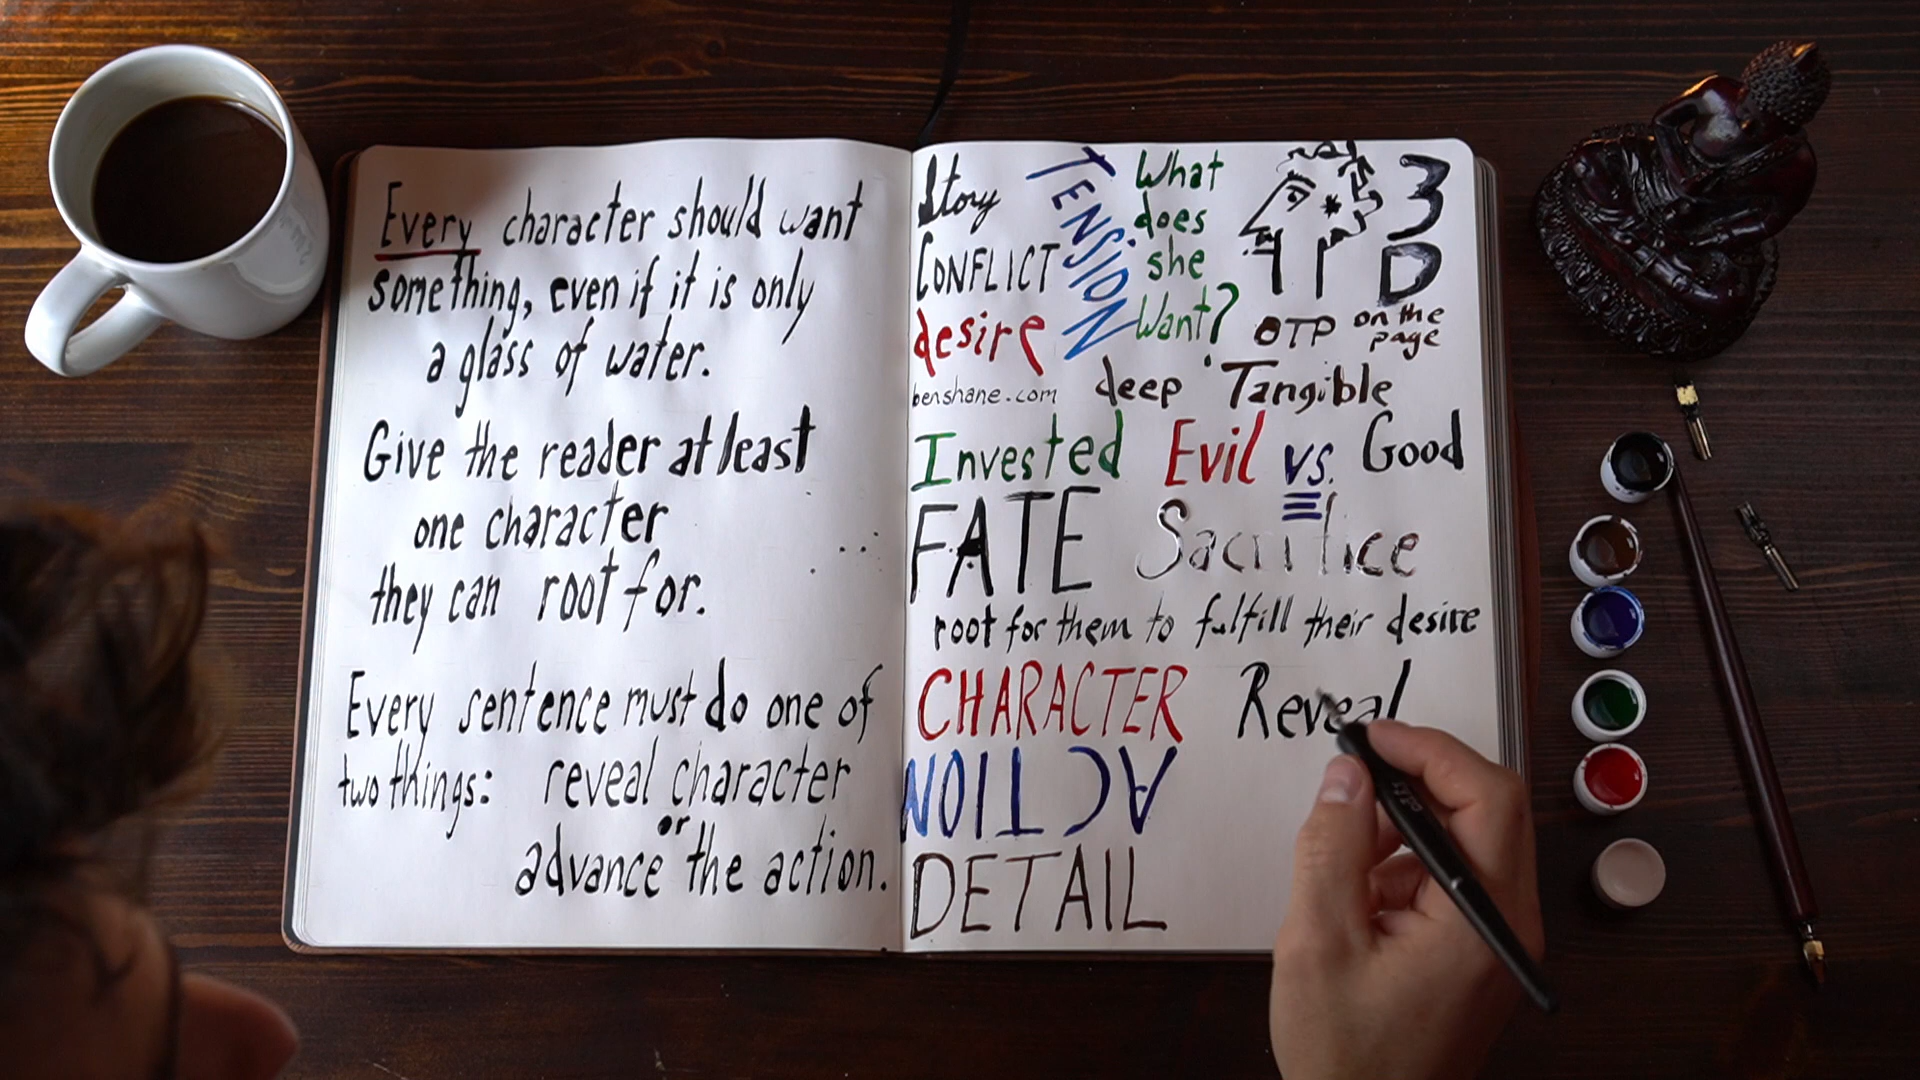 Every character should want
something, even if it is only
a glass of water.
Give the reader at least
one character
they can root for.
Every sentence must do one of
two things: reveal character
or
advance the action.
Story
TENSION
What
does
she
Want?
3
D
CONFLICT
desire
OTP
on the
page
benshane.com
deep
Tangible
Invested
Evil vs. Good
FATE
Sacrifice
root for them to fulfill their desire
CHARACTER
Reveal
ACTION
DETAIL